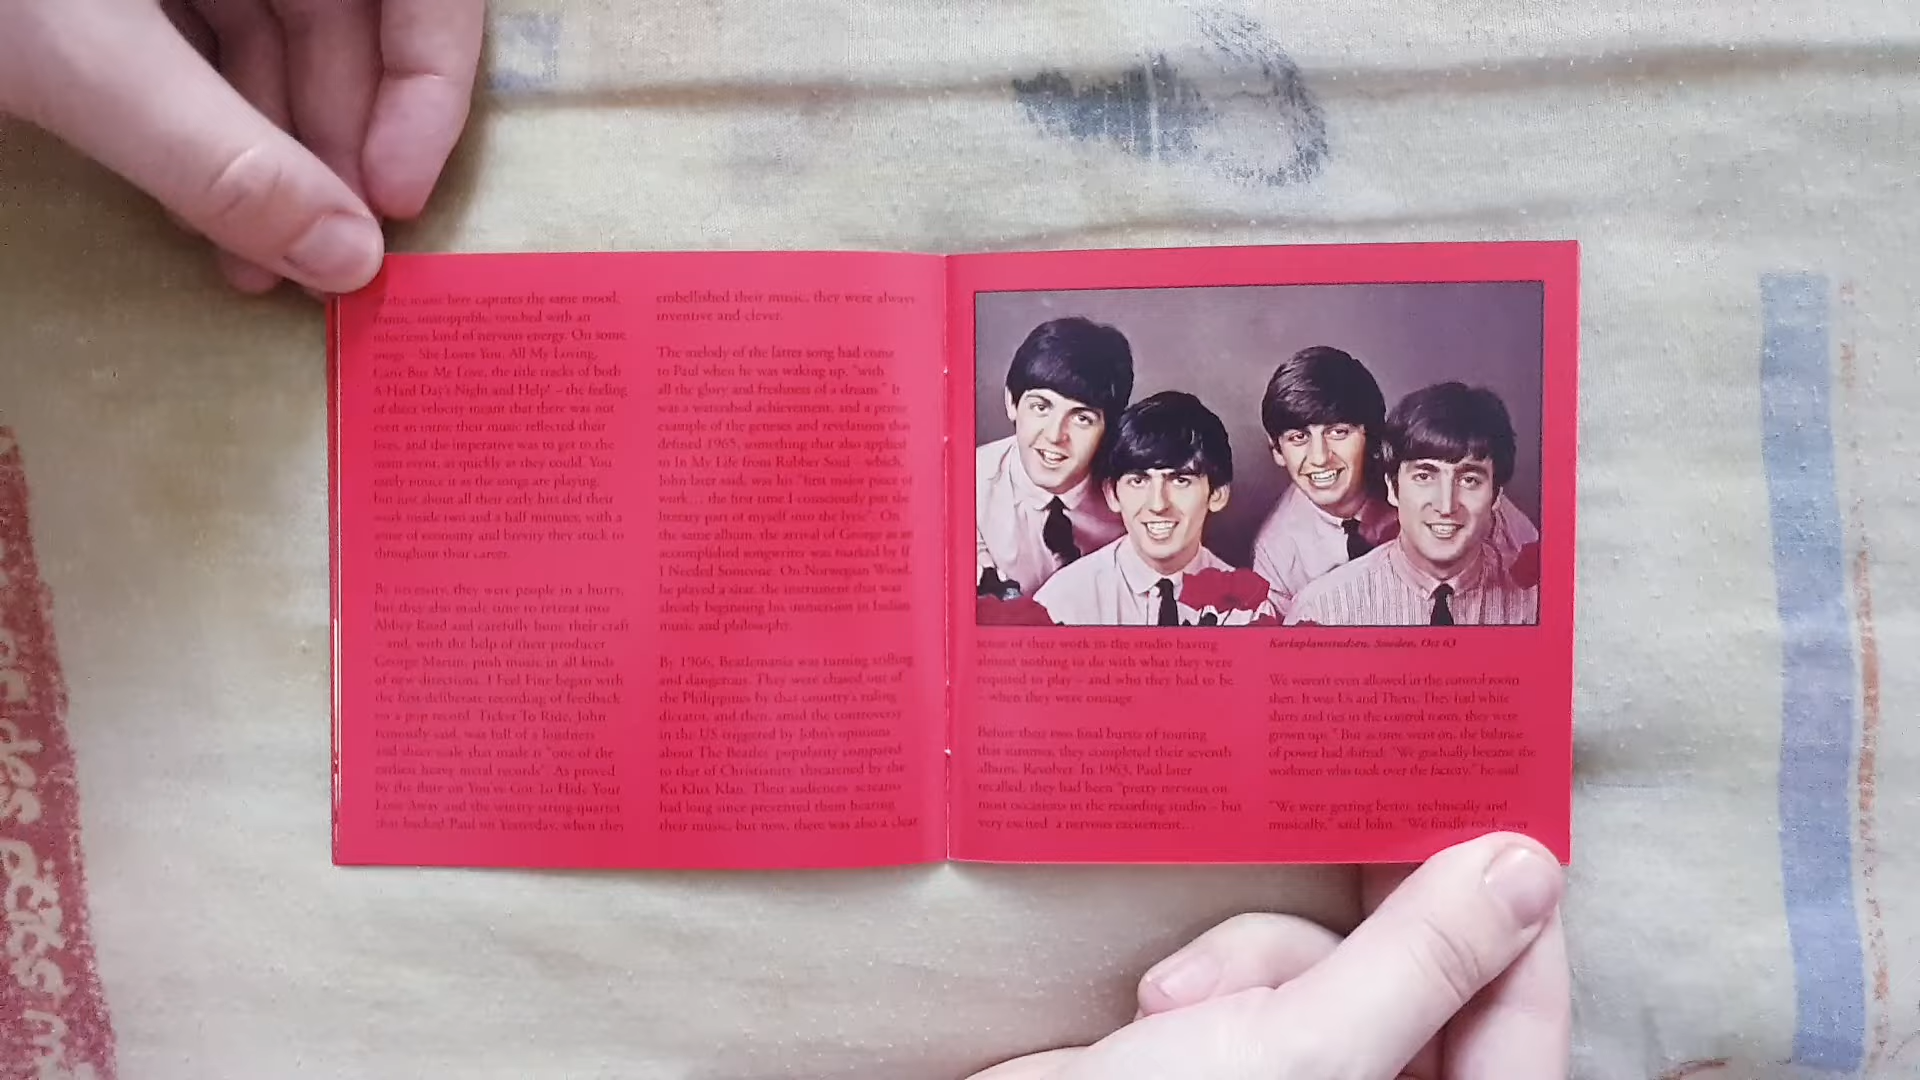 of the music here captures the same mood,
frantic, unstoppable, touched with an
infectious kind of nervous energy. On some
songs – She Loves You, All My Loving,
Can't Buy Me Love, the title tracks of both
A Hard Day's Night and Help! – the feeling
of sheer velocity meant that there was not
even an intro; their music reflected their
lives, and the imperative was to get to the
main event, as quickly as they could. You
rarely notice it as the songs are playing,
but just about all their early hits did their
work inside two and a half minutes, with a
sense of economy and brevity they stuck to
throughout their career.
By necessity, they were people in a hurry,
but they also made time to retreat into
Abbey Road and carefully hone their craft
– and, with the help of their producer
George Martin, push music in all kinds
of new directions. I Feel Fine began with
the first deliberate recording of feedback
on a pop record. Ticket To Ride, John
famously said, was full of a loudness
and sheer scale that made it "one of the
earliest heavy metal records". As proved
by the flute on You've Got To Hide Your
Love Away and the wintry string quartet
that backed Paul on Yesterday, when they
embellished their music, they were always
inventive and clever.
The melody of the latter song had come
to Paul when he was waking up, "with
all the glory and freshness of a dream." It
was a watershed achievement, and a prime
example of the geneses and revelations that
defined 1965, something that also applied
to In My Life from Rubber Soul – which,
John later said, was his "first major piece of
work… the first time I consciously put the
literary part of myself into the lyric". On
the same album, the arrival of George as an
accomplished songwriter was marked by If
I Needed Someone. On Norwegian Wood,
he played a sitar, the instrument that was
already beginning his immersion in Indian
music and philosophy.
By 1966, Beatlemania was turning stifling
and dangerous. They were chased out of
the Philippines by that country's ruling
dictator, and then, amid the controversy
in the US triggered by John's opinions
about The Beatles' popularity compared
to that of Christianity, threatened by the
Ku Klux Klan. Their audiences' screams
had long since prevented them hearing
their music, but now, there was also a clear
sense of their work in the studio having
almost nothing to do with what they were
required to play – and who they had to be
– when they were onstage.
Before their two final bursts of touring
that summer, they completed their seventh
album, Revolver. In 1963, Paul later
recalled, they had been "pretty nervous on
most occasions in the recording studio – but
very excited, a nervous excitement…
Karlaplansstudion, Sweden, Oct 63
We weren't even allowed in the control room
then. It was Us and Them. They had white
shirts and ties in the control room, they were
grown ups." But as time went on, the balance
of power had shifted: "We gradually became the
workmen who took over the factory," he said.
"We were getting better, technically and
musically," said John. "We finally took over